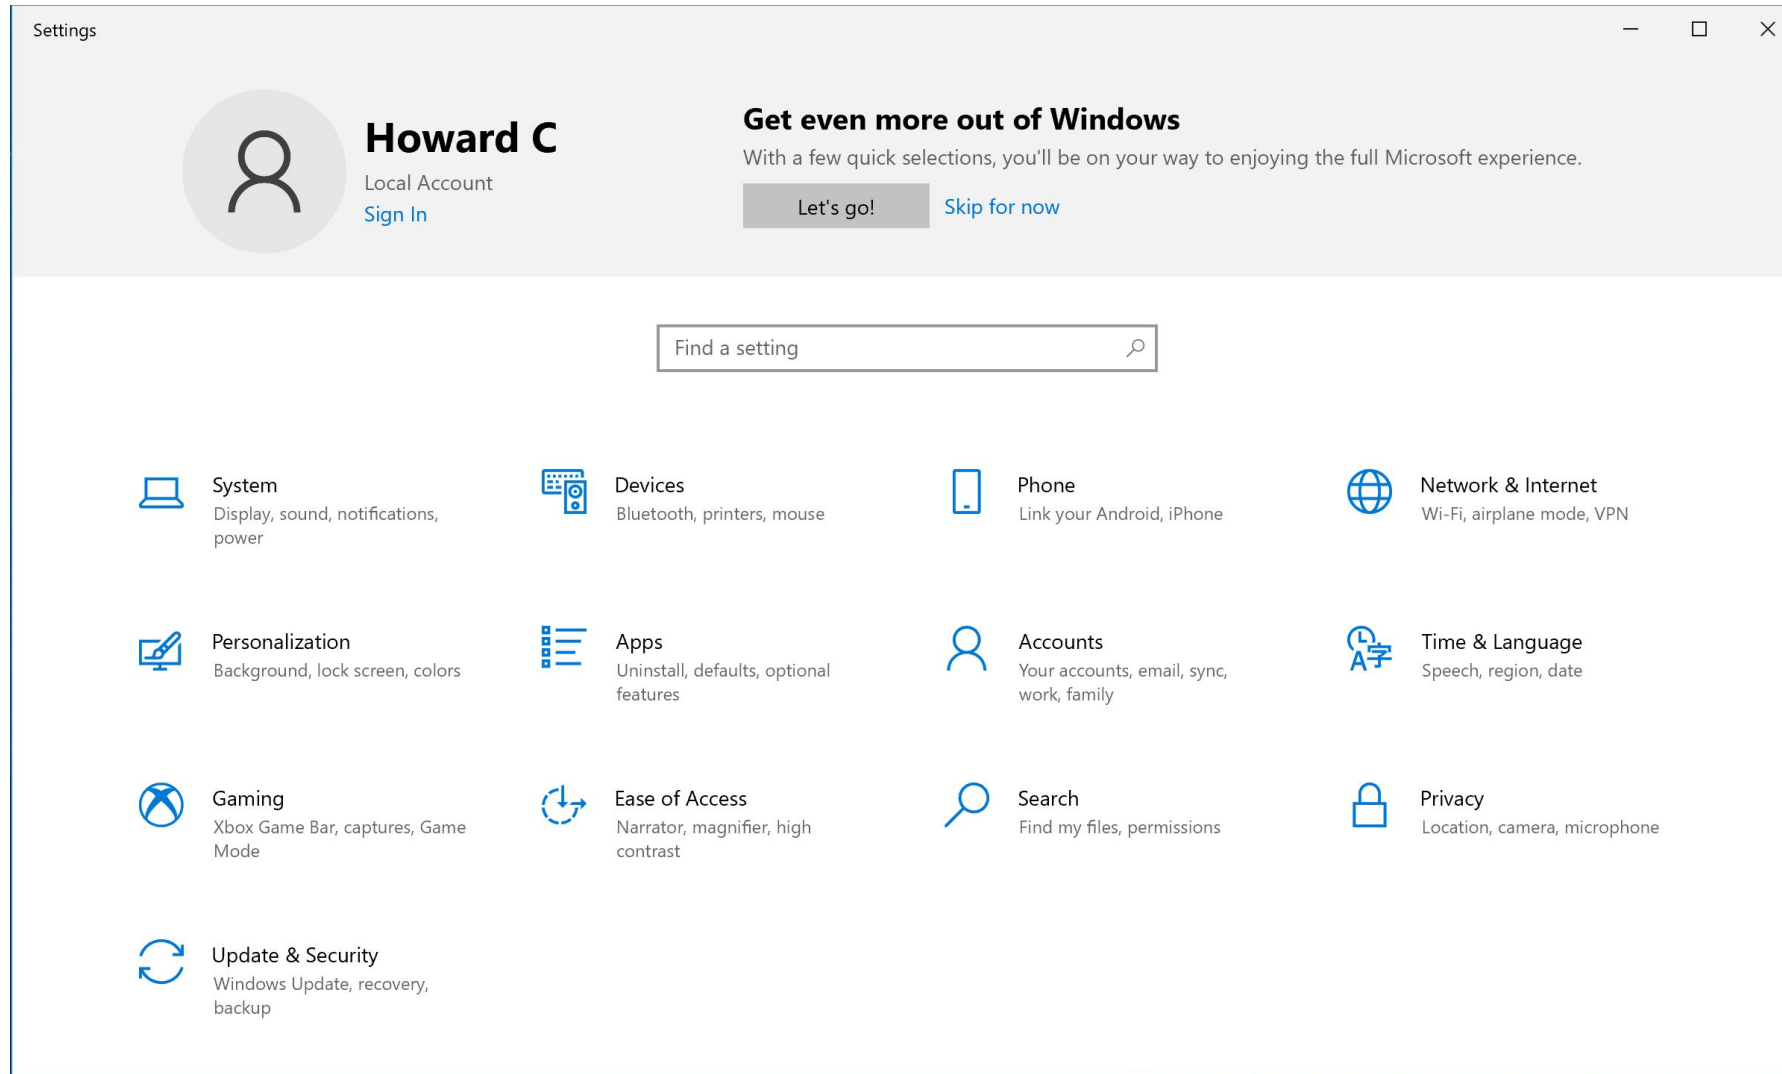 Settings
Howard C
Local Account
Sign In
Get even more out of Windows
With a few quick selections, you'll be on your way to enjoying the full Microsoft experience.
Let's go!
Skip for now
Find a setting
System
Display, sound, notifications,
power
Devices
Bluetooth, printers, mouse
Phone
Link your Android, iPhone
Network & Internet
Wi-Fi, airplane mode, VPN
Personalization
Background, lock screen, colors
Apps
Uninstall, defaults, optional
features
Accounts
Your accounts, email, sync,
work, family
Time & Language
Speech, region, date
Gaming
Xbox Game Bar, captures, Game
Mode
Ease of Access
Narrator, magnifier, high
contrast
Search
Find my files, permissions
Privacy
Location, camera, microphone
Update & Security
Windows Update, recovery,
backup